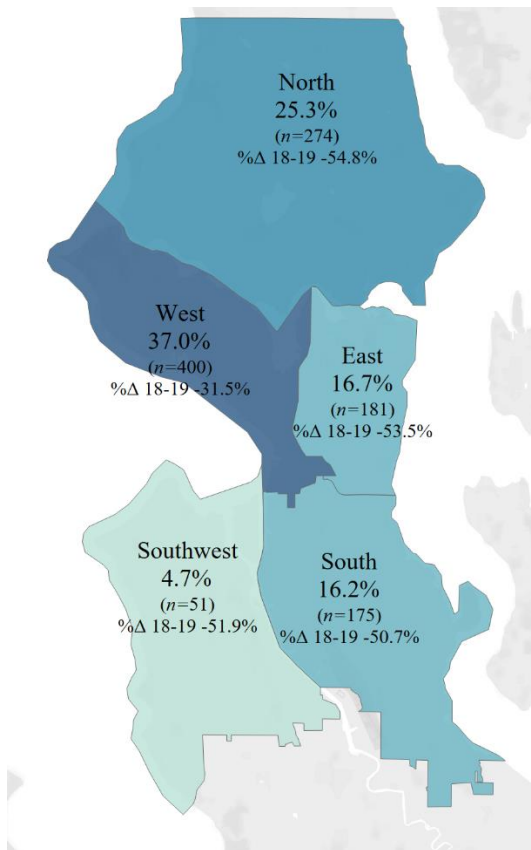 North
25.3%
(n=274)
%Δ 18-19 -54.8%
West
37.0%
(n=400)
%Δ 18-19 -31.5%
East
16.7%
(n=181)
%Δ 18-19 -53.5%
Southwest
4.7%
(n=51)
%Δ 18-19 -51.9%
South
16.2%
(n=175)
%Δ 18-19 -50.7%